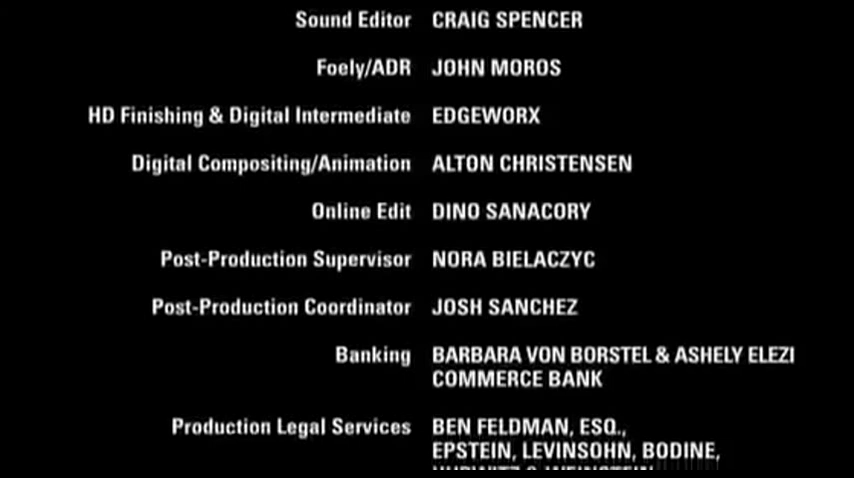 Sound Editor CRAIG SPENCER
Foely/ADR JOHN MOROS
HD Finishing & Digital Intermediate EDGEWORX
Digital Compositing/Animation ALTON CHRISTENSEN
Online Edit DINO SANACORY
Post-Production Supervisor NORA BIELACZYC
Post-Production Coordinator JOSH SANCHEZ
Banking BARBARA VON BORSTEL & ASHELY ELEZI
COMMERCE BANK
Production Legal Services BEN FELDMAN, ESQ.,
EPSTEIN, LEVINSOHN, BODINE,